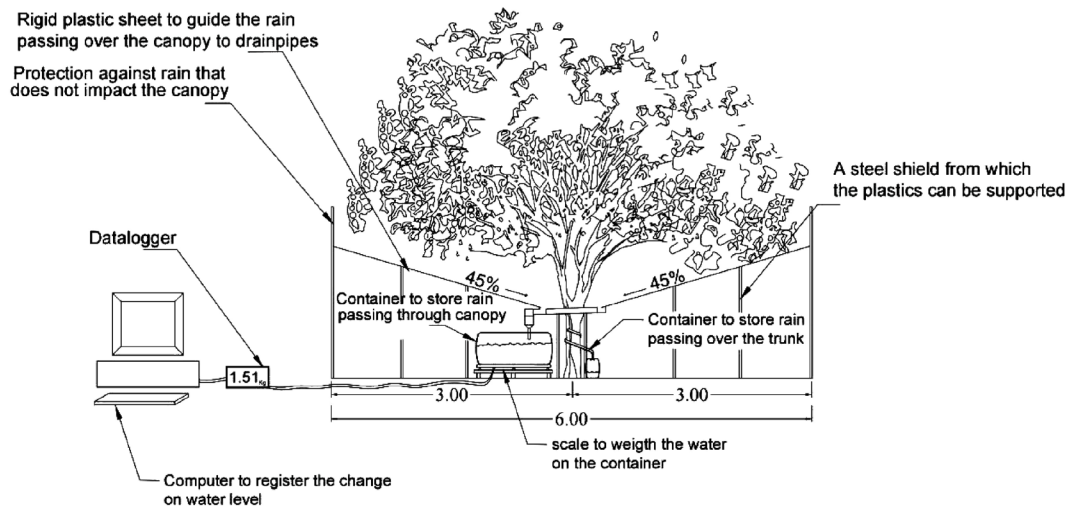 Rigid plastic sheet to guide the rain
passing over the canopy to drainpipes
Protection against rain that
does not impact the canopy
A steel shield from which
the plastics can be supported
Datalogger
45%
45%
Container to store rain
passing through canopy
Container to store rain
passing over the trunk
1.51Kg
3.00
3.00
6.00
scale to weigth the water
on the container
Computer to register the change
on water level